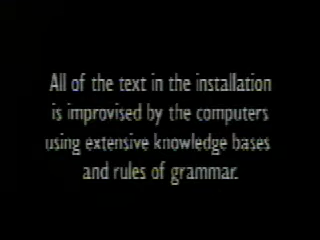 All of the text in the installation
is improvised by the computers
using extensive knowledge bases
and rules of grammar.